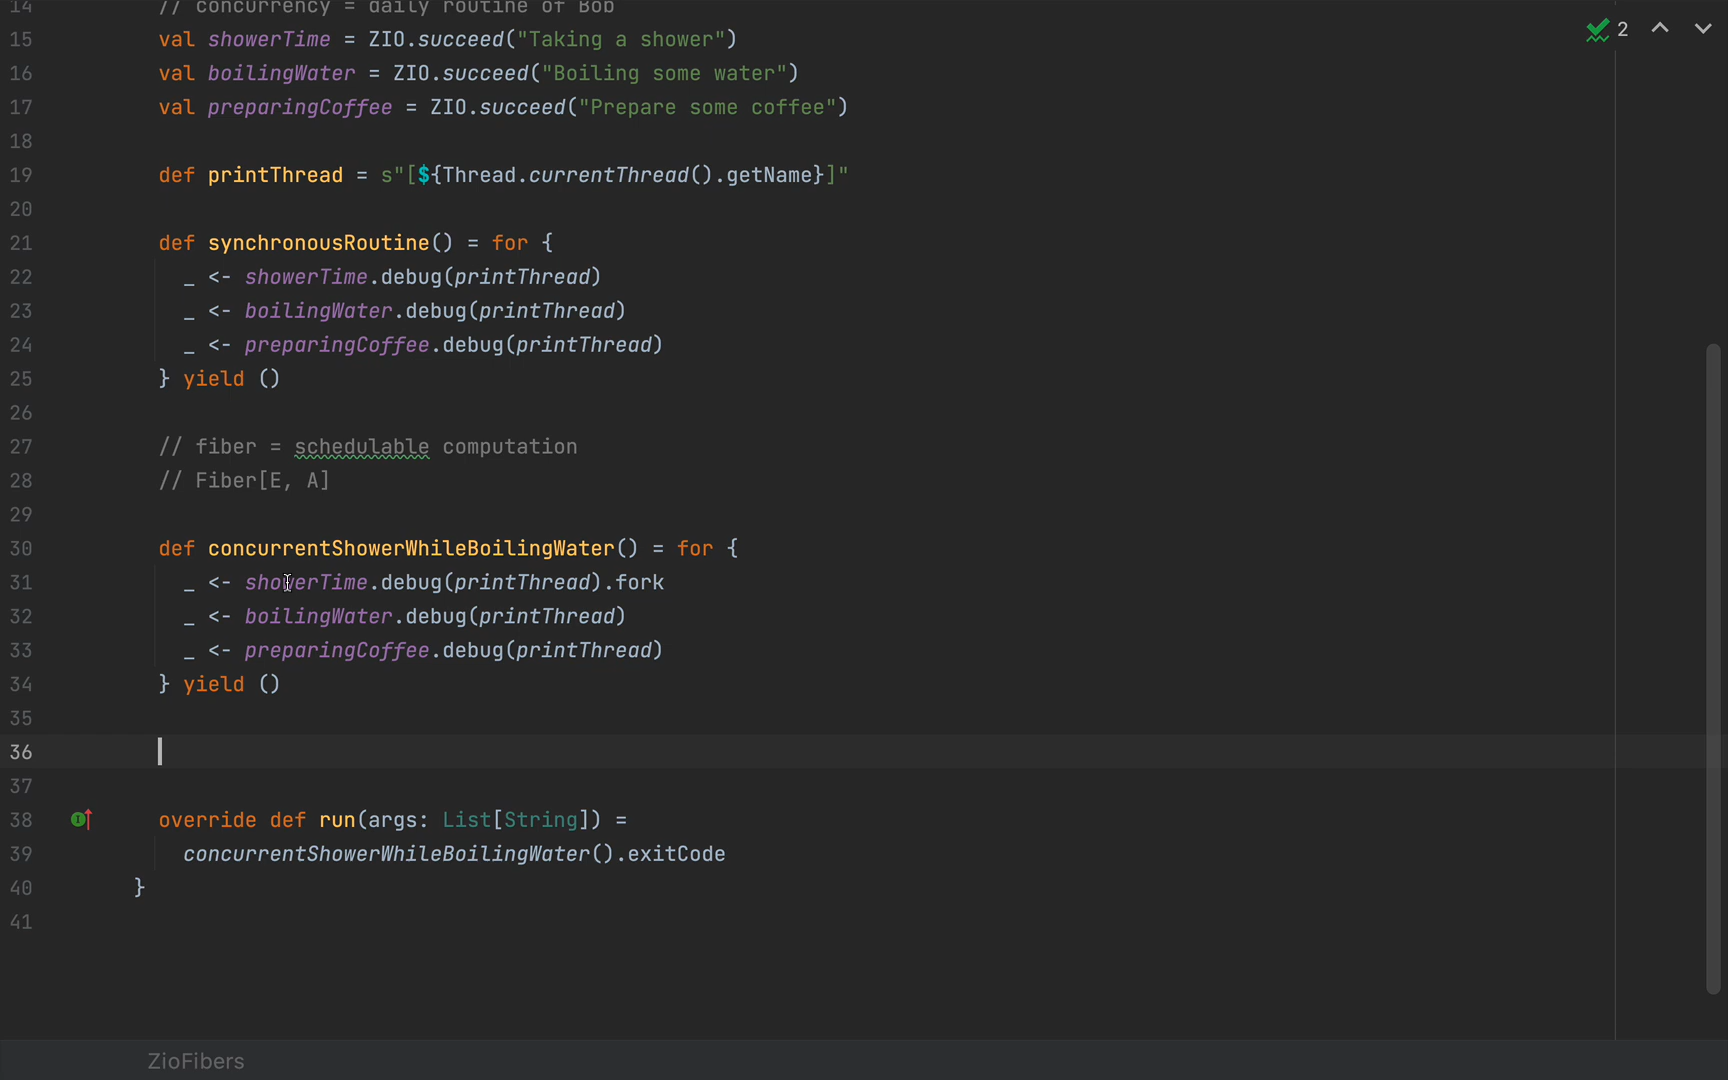 14 // concurrency = daily routine of Bob
2
15 val showerTime = ZIO.succeed("Taking a shower")
16 val boilingWater = ZIO.succeed("Boiling some water")
17 val preparingCoffee = ZIO.succeed("Prepare some coffee")
18
19 def printThread = s"[${Thread.currentThread().getName}]"
20
21 def synchronousRoutine() = for {
22 _ <- showerTime.debug(printThread)
23 _ <- boilingWater.debug(printThread)
24 _ <- preparingCoffee.debug(printThread)
25 } yield ()
26
27 // fiber = schedulable computation
28 // Fiber[E, A]
29
30 def concurrentShowerWhileBoilingWater() = for {
31 _ <- showerTime.debug(printThread).fork
32 _ <- boilingWater.debug(printThread)
33 _ <- preparingCoffee.debug(printThread)
34 } yield ()
35
36
37
38 override def run(args: List[String]) =
39 concurrentShowerWhileBoilingWater().exitCode
40 }
41
ZioFibers